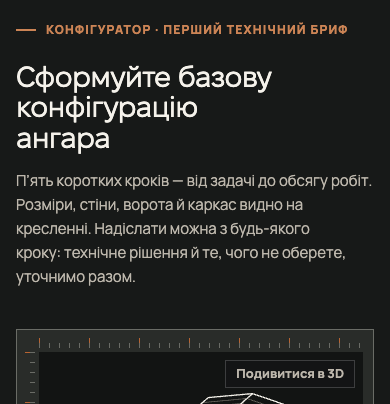 КОНФІГУРАТОР · ПЕРШИЙ ТЕХНІЧНИЙ БРИФ
Сформуйте базову
конфігурацію
ангара
П'ять коротких кроків — від задачі до обсягу робіт.
Розміри, стіни, ворота й каркас видно на
кресленні. Надіслати можна з будь-якого
кроку: технічне рішення й те, чого не оберете,
уточнимо разом.
Подивитися в 3D